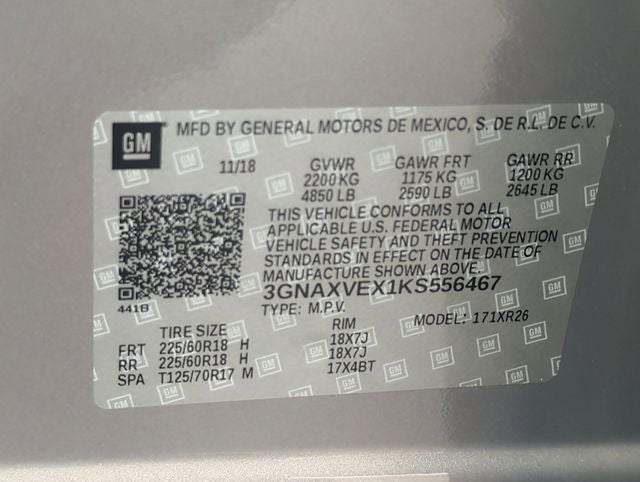 GM MFD BY GENERAL MOTORS DE MEXICO, S. DE R.L. DE C.V.
11/18 GVWR GAWR FRT GAWR RR
2200 KG 1175 KG 1200 KG
4850 LB 2590 LB 2645 LB
THIS VEHICLE CONFORMS TO ALL
APPLICABLE U.S. FEDERAL MOTOR
VEHICLE SAFETY AND THEFT PREVENTION
STANDARDS IN EFFECT ON THE DATE OF
MANUFACTURE SHOWN ABOVE.
3GNAXVEX1KS556467
441B TYPE: M.P.V. MODEL: 171XR26
TIRE SIZE RIM
FRT 225/60R18 H 18X7J
RR 225/60R18 H 18X7J
SPA T125/70R17 M 17X4BT